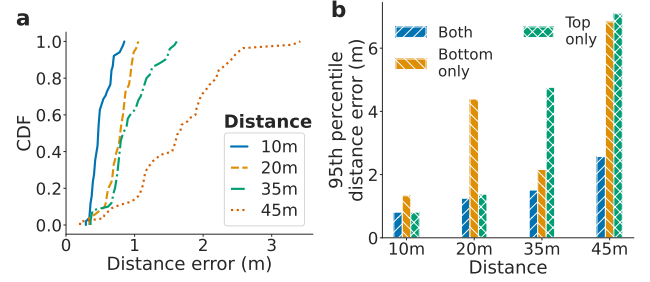 a
CDF
1.0
0.8
0.6
0.4
0.2
0.0
0
1
2
3
Distance error (m)
Distance
10m
20m
35m
45m
b
95th percentile
distance error (m)
6
4
2
0
Both
Bottom
only
Top
only
10m
20m
35m
45m
Distance